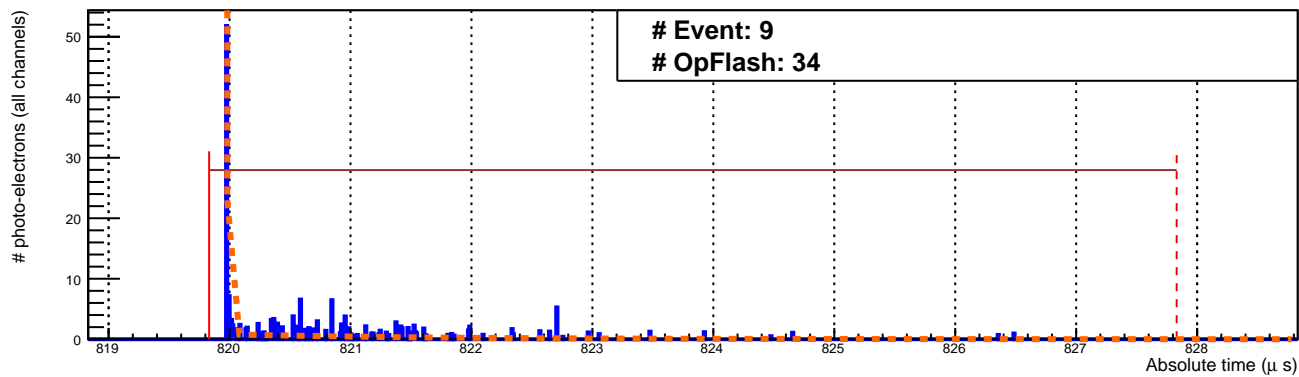 # Event: 9
# OpFlash: 34
# photo-electrons (all channels)
50
40
30
20
10
0
819 820 821 822 823 824 825 826 827 828
Absolute time (μ s)